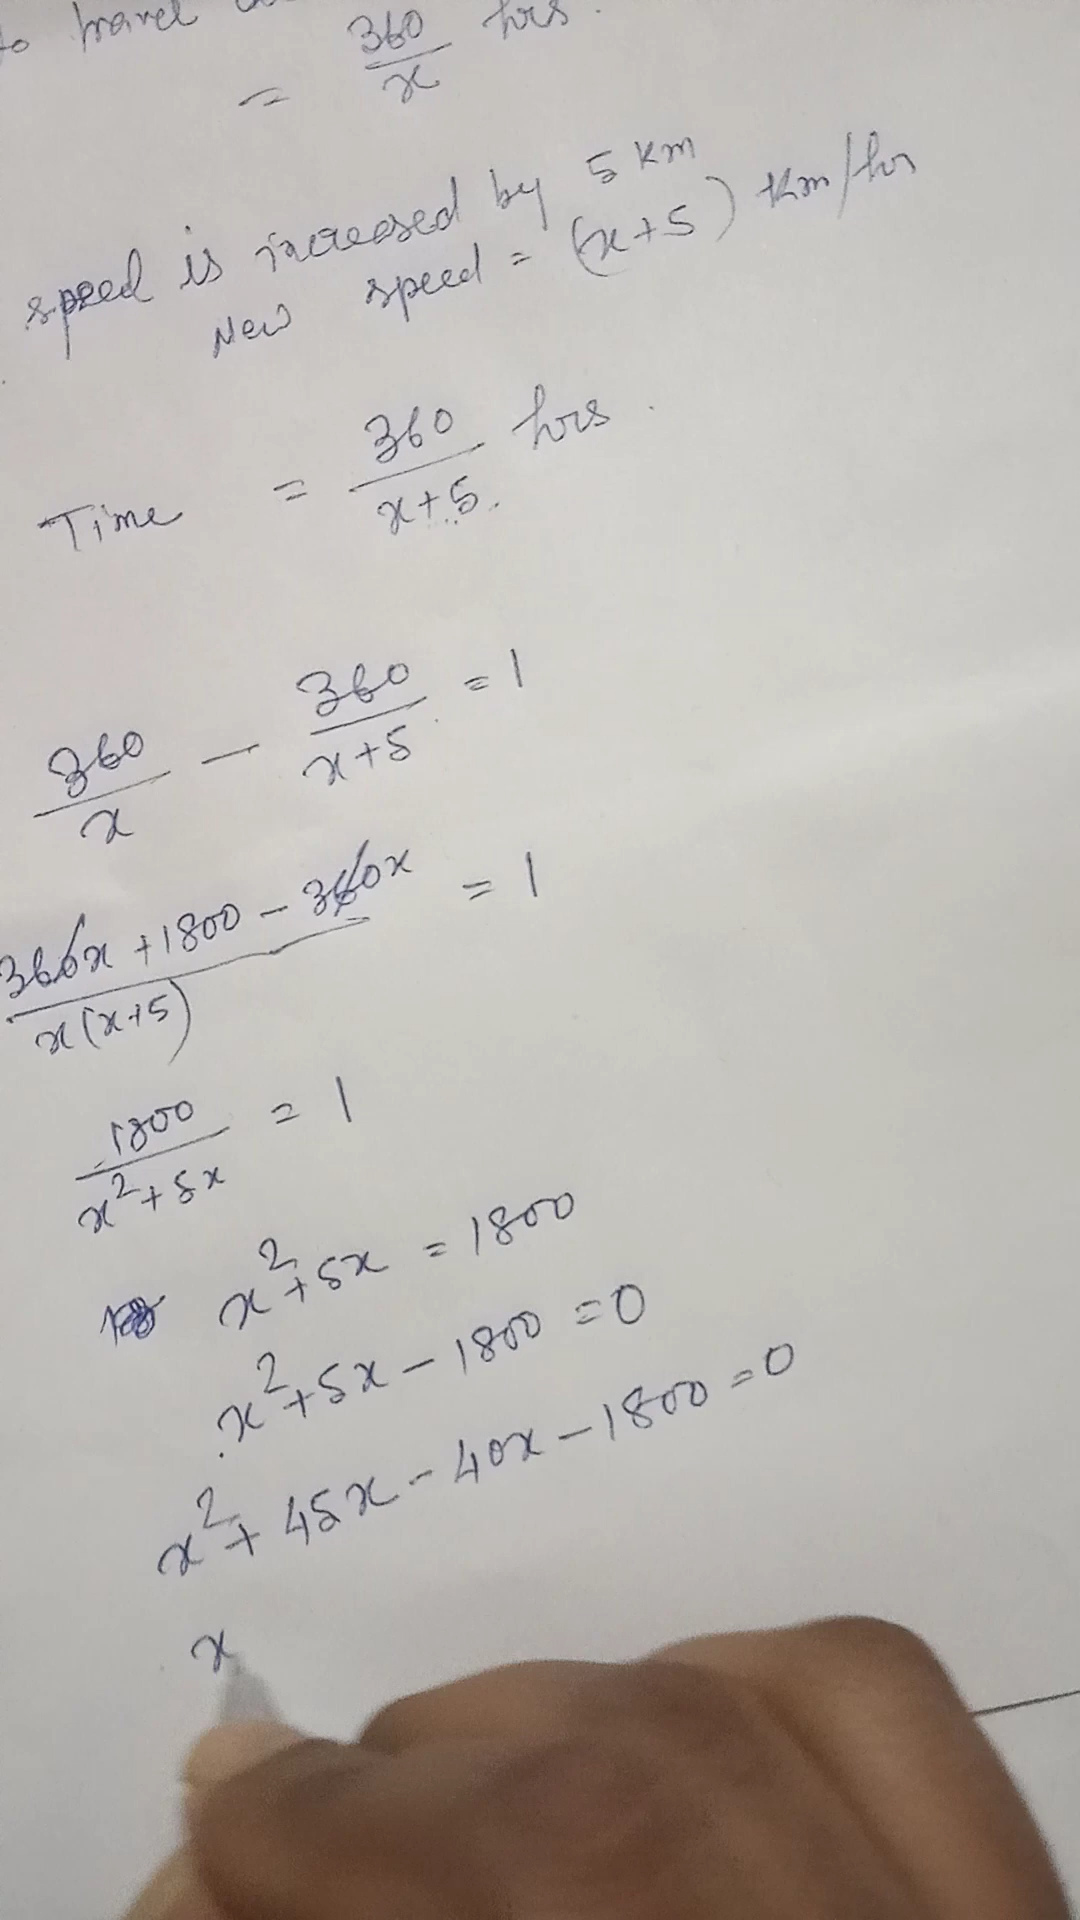 to travel
= 360/x hrs.
speed is increased by 5 km
New speed = (x+5) km/hr
Time = 360/x+5 hrs.
360/x - 360/x+5 = 1
360x + 1800 - 360x / x(x+5) = 1
1800/x²+5x = 1
x²+5x = 1800
x²+5x-1800 = 0
x²+45x-40x-1800 = 0
x